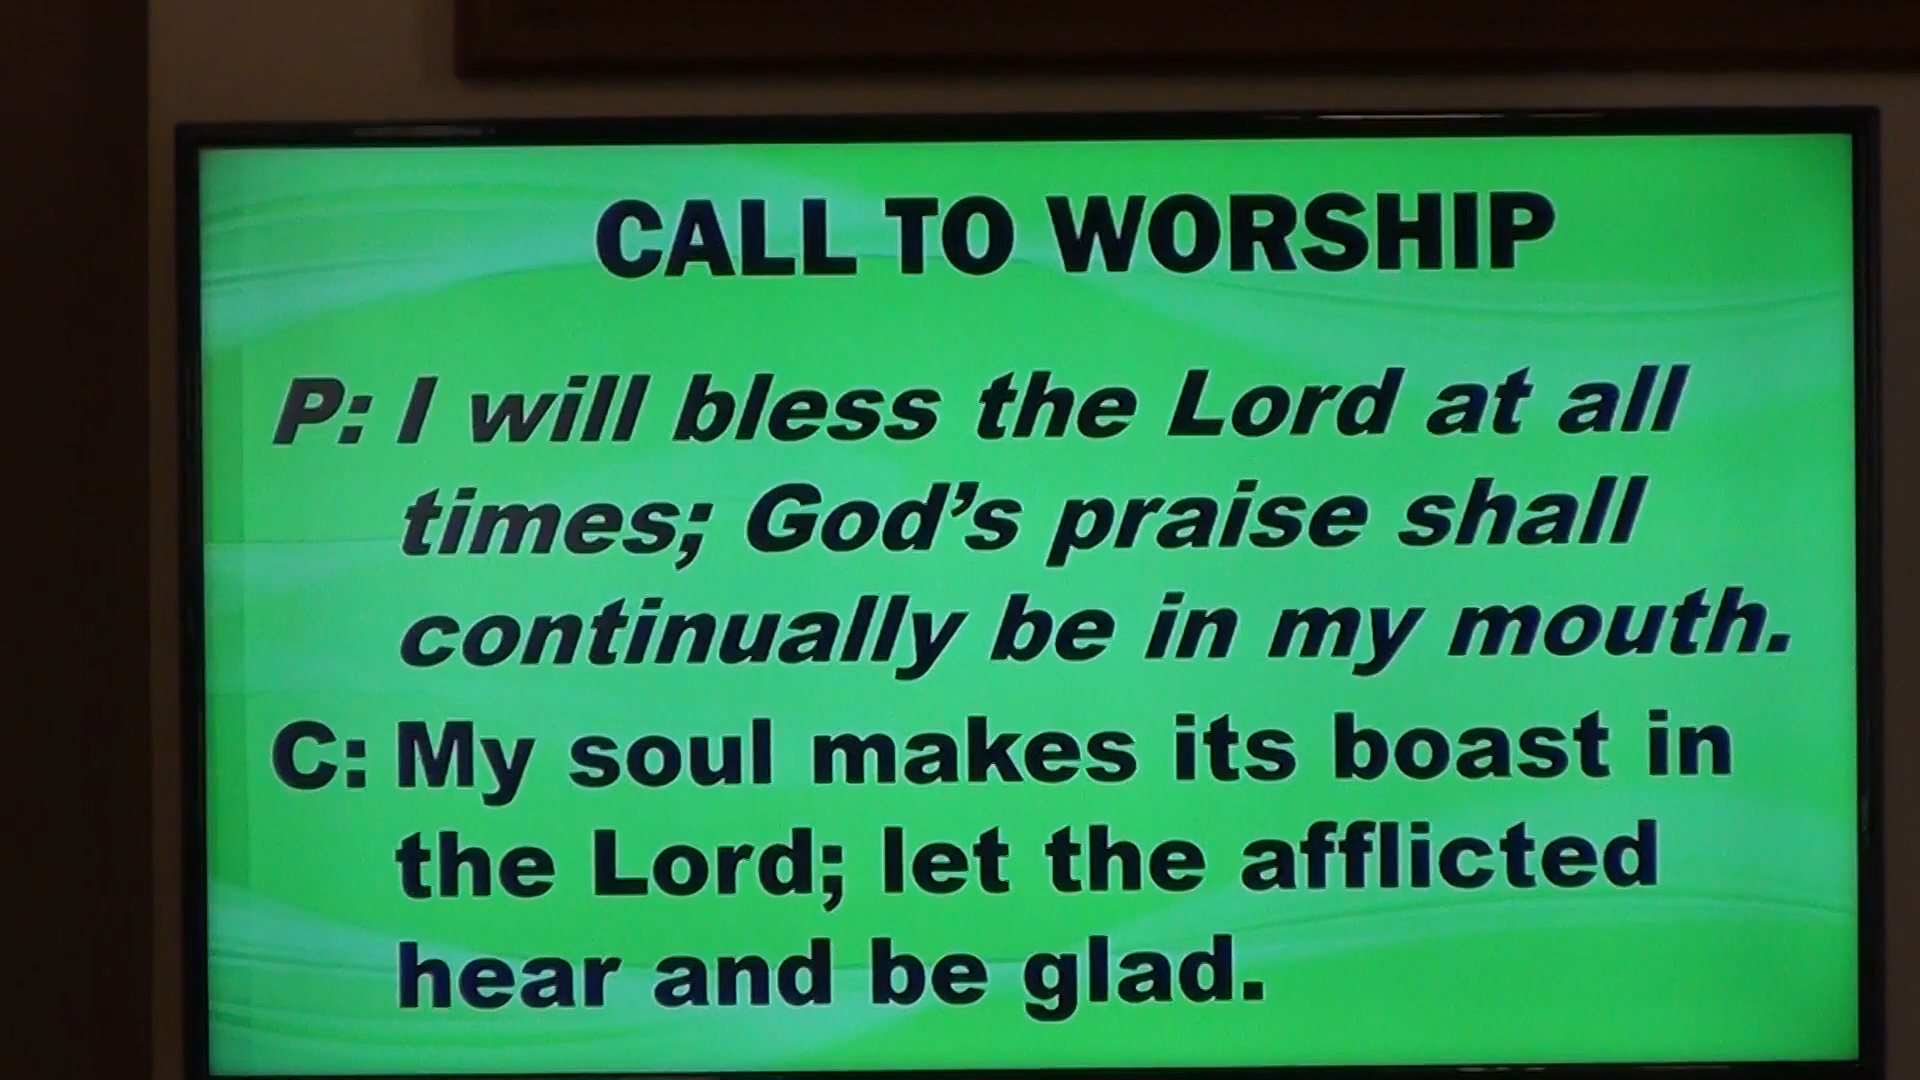 CALL TO WORSHIP
P: I will bless the Lord at all
times; God’s praise shall
continually be in my mouth.
C: My soul makes its boast in
the Lord; let the afflicted
hear and be glad.